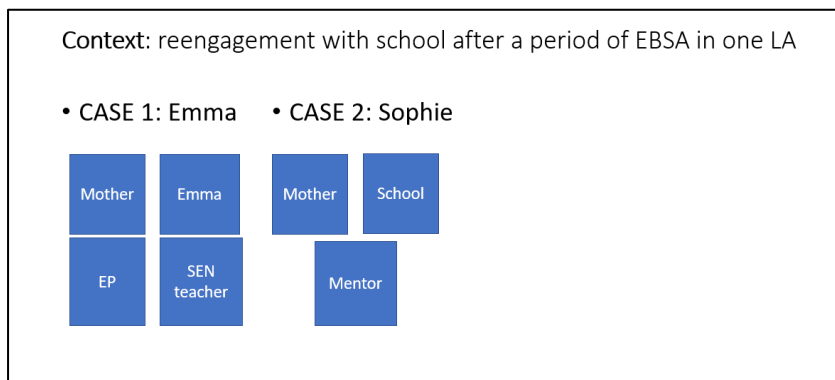 Context: reengagement with school after a period of EBSA in one LA
• CASE 1: Emma
• CASE 2: Sophie
Mother
Emma
Mother
School
EP
SEN
teacher
Mentor